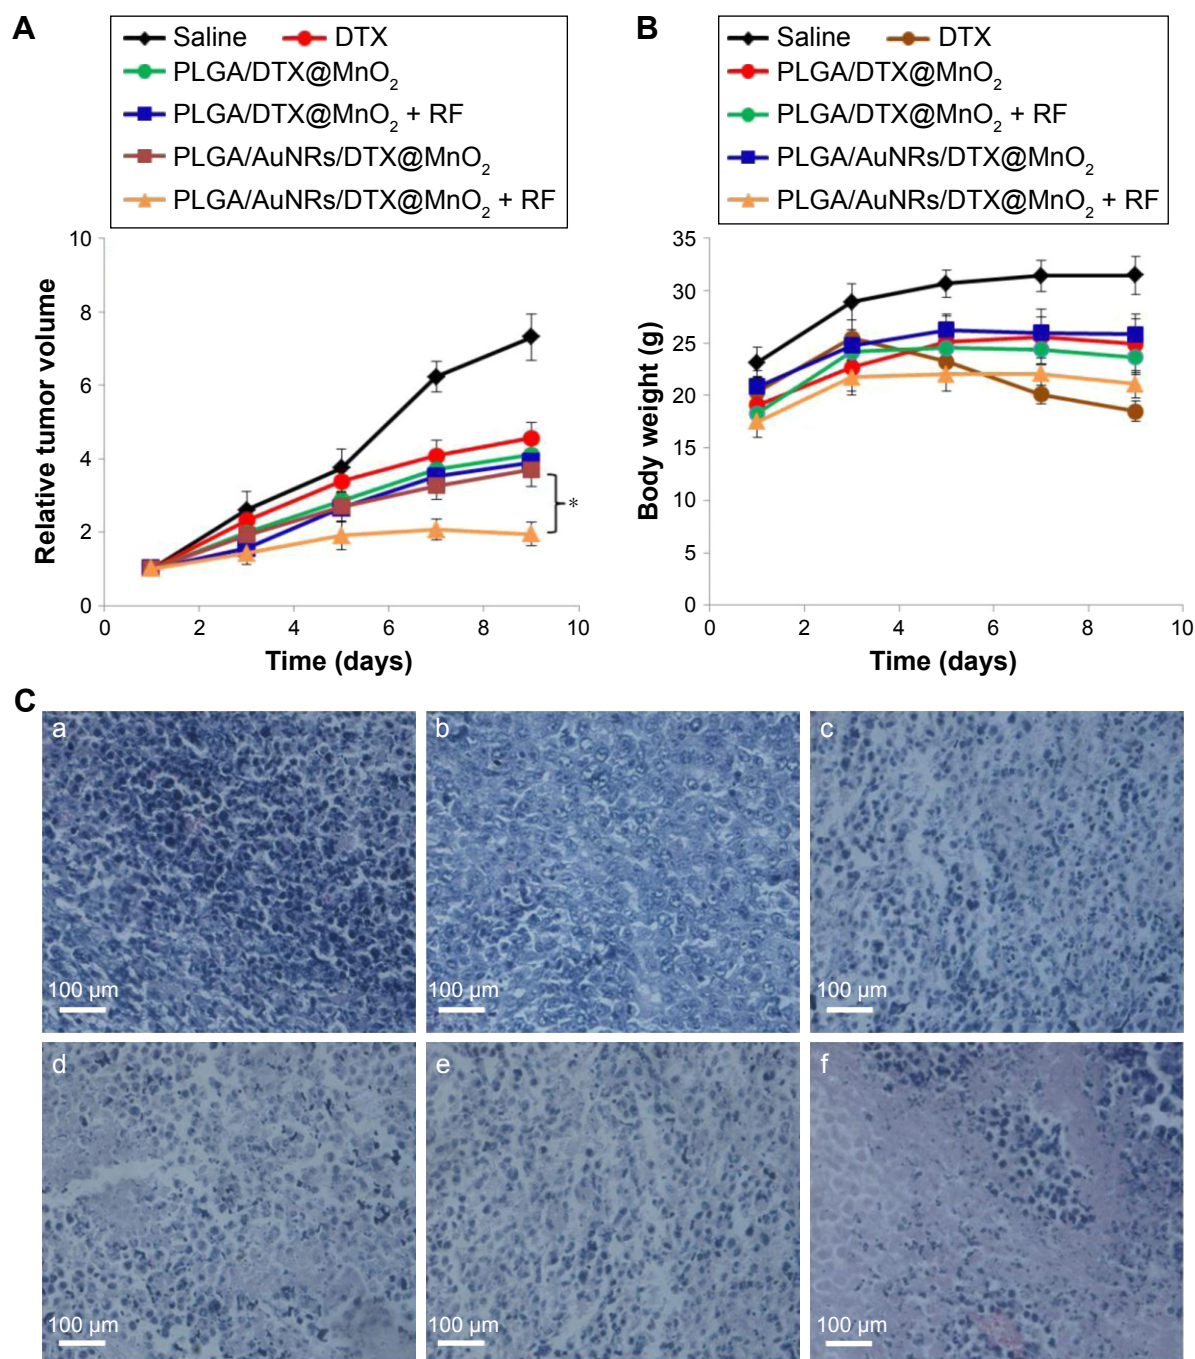 A
Saline DTX
PLGA/DTX@MnO₂
PLGA/DTX@MnO₂ + RF
PLGA/AuNRs/DTX@MnO₂
PLGA/AuNRs/DTX@MnO₂ + RF
10
8
6
4
2
0
0 2 4 6 8 10
Relative tumor volume
Time (days)
*
B
Saline DTX
PLGA/DTX@MnO₂
PLGA/DTX@MnO₂ + RF
PLGA/AuNRs/DTX@MnO₂
PLGA/AuNRs/DTX@MnO₂ + RF
35
30
25
20
15
10
5
0
0 2 4 6 8 10
Body weight (g)
Time (days)
C
a
100 µm
b
100 µm
c
100 µm
d
100 µm
e
100 µm
f
100 µm